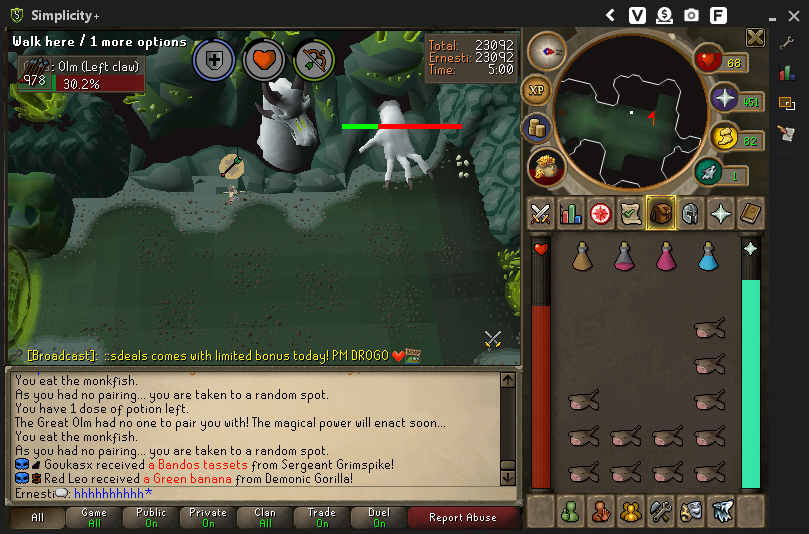 Simplicity+
Walk here / 1 more options
: Olm (Left claw)
978
30.2%
Total: 23092
Ernesti: 23092
Time: 5:00
XP
68
451
82
1
[Broadcast]: ::sdeals comes with limited bonus today! PM DROGO
You eat the monkfish.
As you had no pairing... you are taken to a random spot.
You have 1 dose of potion left.
The Great Olm had no one to pair you with! The magical power will enact soon...
You eat the monkfish.
As you had no pairing... you are taken to a random spot.
Goukasx received a Bandos tassets from Sergeant Grimspike!
Red Leo received a Green banana from Demonic Gorilla!
Ernesti: hhhhhhhhhh*
All
Game
All
Public
On
Private
On
Clan
All
Trade
On
Duel
On
Report Abuse